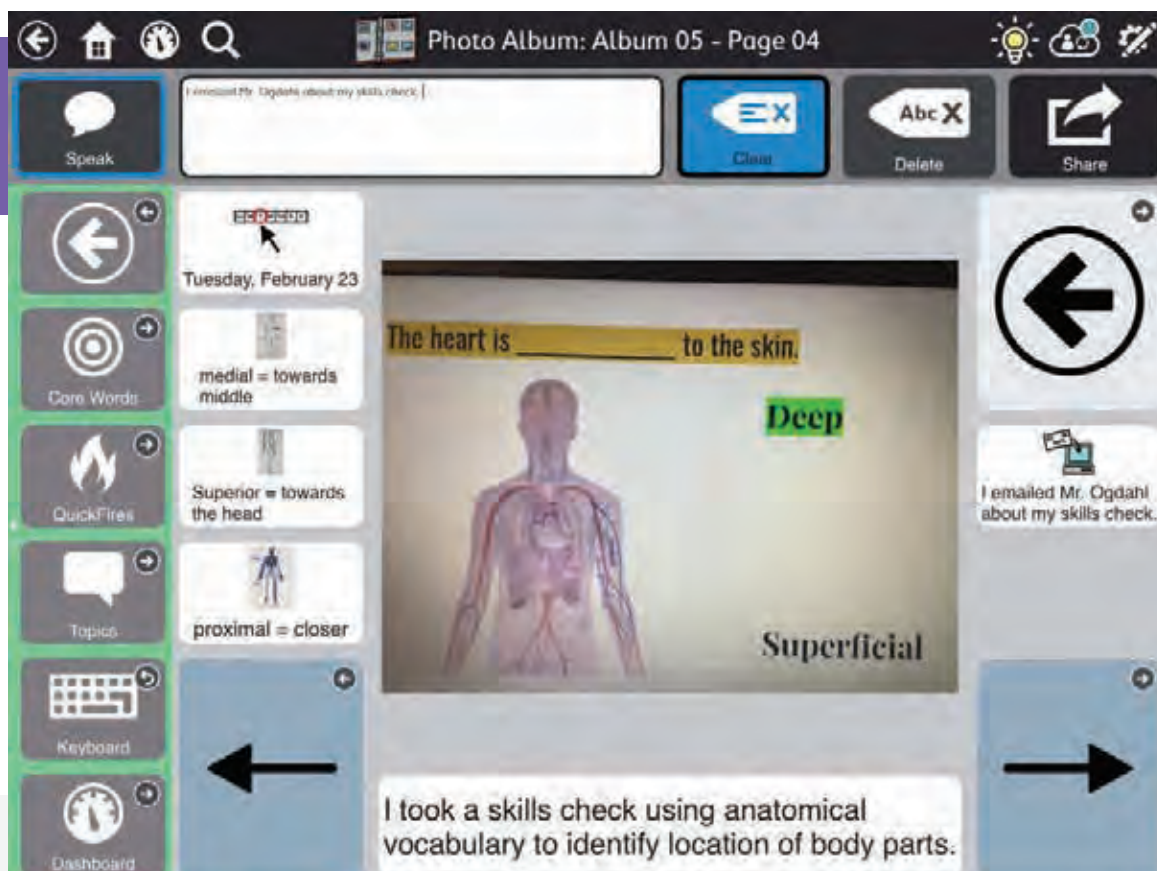 Photo Album: Album 05 - Page 04
Speak
I emailed Mr. Ogdahl about my skills check.
Clear
Abc X
Delete
Share
Tuesday, February 23
Core Words
medial = towards
middle
QuickFires
Superior = towards
the head
Topics
proximal = closer
Keyboard
Dashboard
The heart is __________ to the skin.
Deep
Superficial
I emailed Mr. Ogdahl
about my skills check.
I took a skills check using anatomical
vocabulary to identify location of body parts.